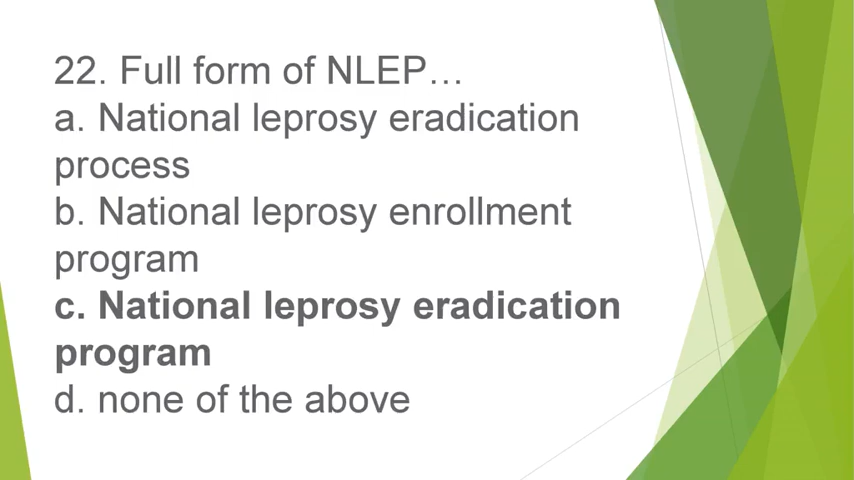 22. Full form of NLEP…
a. National leprosy eradication
process
b. National leprosy enrollment
program
c. National leprosy eradication
program
d. none of the above